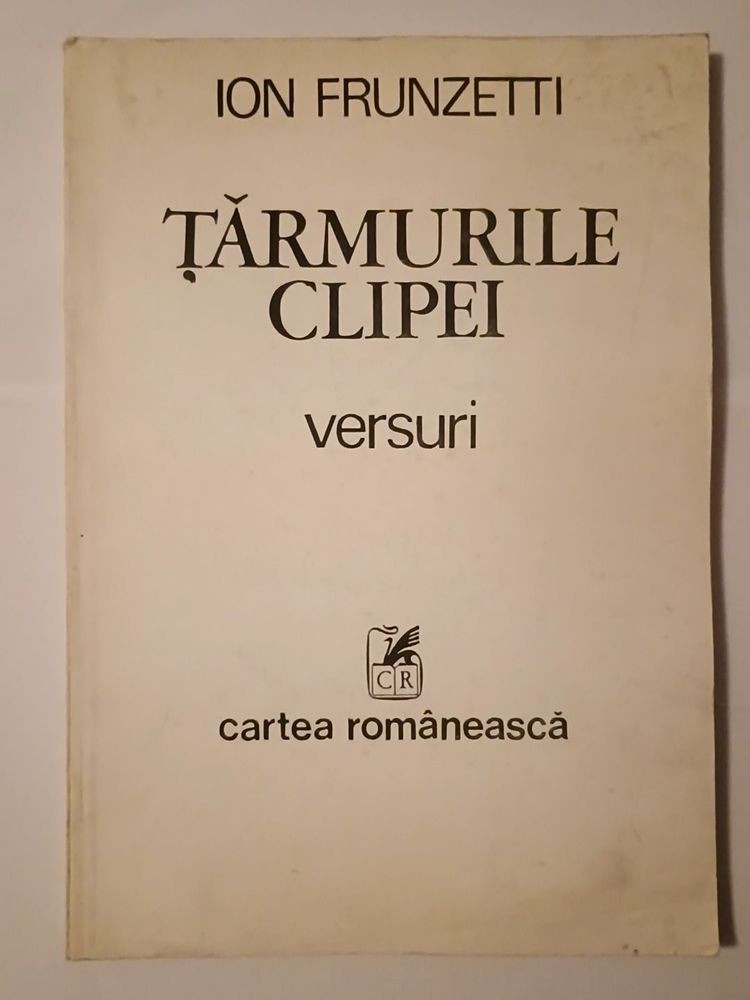 ION FRUNZETTI
ȚĂRMURILE
CLIPEI
versuri
CR
cartea românească